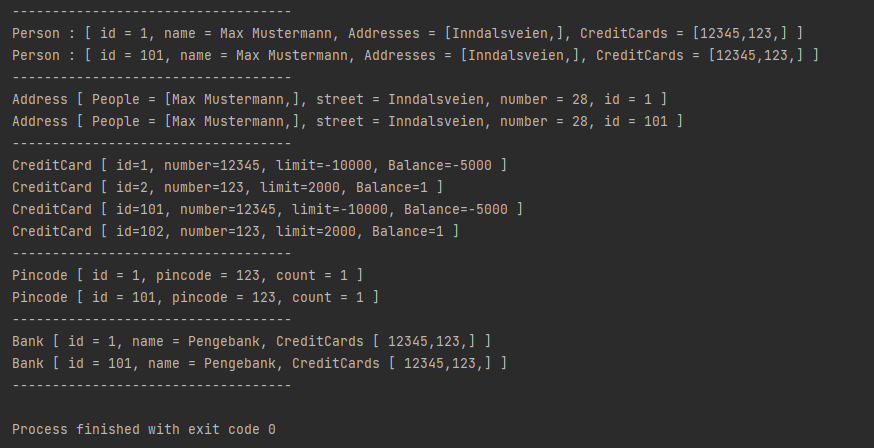 -----------------------------------
Person : [ id = 1, name = Max Mustermann, Addresses = [Inndalsveien,], CreditCards = [12345,123,] ]
Person : [ id = 101, name = Max Mustermann, Addresses = [Inndalsveien,], CreditCards = [12345,123,] ]
-----------------------------------
Address [ People = [Max Mustermann,], street = Inndalsveien, number = 28, id = 1 ]
Address [ People = [Max Mustermann,], street = Inndalsveien, number = 28, id = 101 ]
-----------------------------------
CreditCard [ id=1, number=12345, limit=-10000, Balance=-5000 ]
CreditCard [ id=2, number=123, limit=2000, Balance=1 ]
CreditCard [ id=101, number=12345, limit=-10000, Balance=-5000 ]
CreditCard [ id=102, number=123, limit=2000, Balance=1 ]
-----------------------------------
Pincode [ id = 1, pincode = 123, count = 1 ]
Pincode [ id = 101, pincode = 123, count = 1 ]
-----------------------------------
Bank [ id = 1, name = Pengebank, CreditCards [ 12345,123,] ]
Bank [ id = 101, name = Pengebank, CreditCards [ 12345,123,] ]
-----------------------------------
Process finished with exit code 0